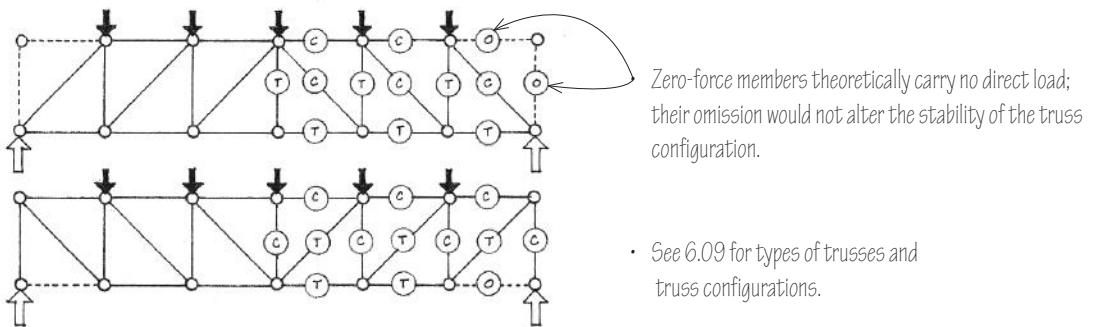 C C O
T C T C T C O
T T T
Zero-force members theoretically carry no direct load;
their omission would not alter the stability of the truss
configuration.
C C C
C T C T C T C
T T O
• See 6.09 for types of trusses and
truss configurations.